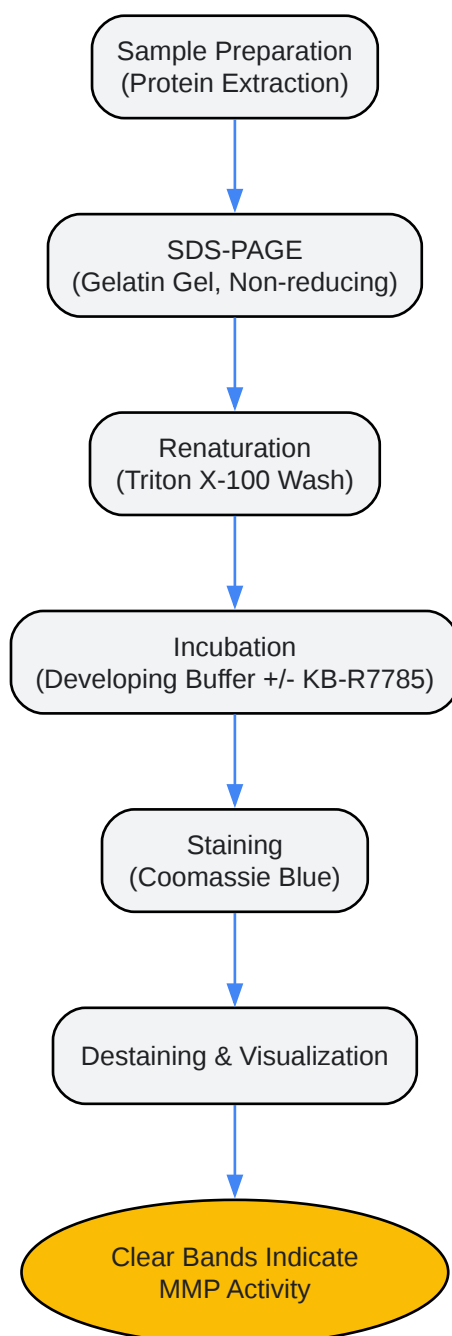 Sample Preparation
(Protein Extraction)
SDS-PAGE
(Gelatin Gel, Non-reducing)
Renaturation
(Triton X-100 Wash)
Incubation
(Developing Buffer +/- KB-R7785)
Staining
(Coomassie Blue)
Destaining & Visualization
Clear Bands Indicate
MMP Activity